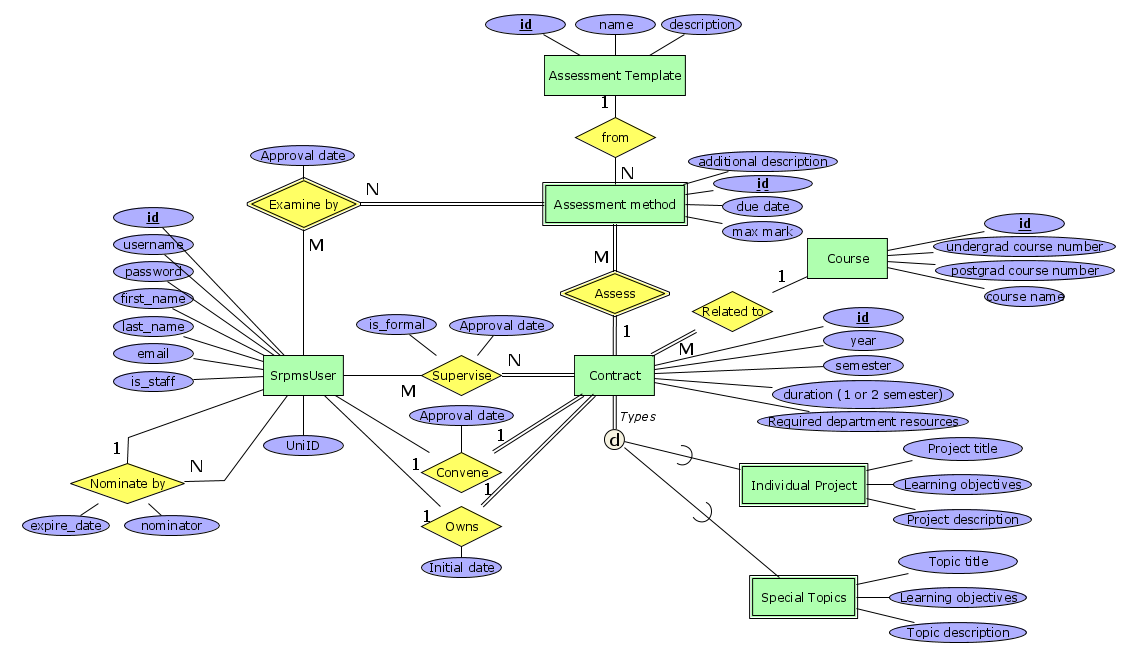 id
name
description
Assessment Template
1
from
N
Approval date
additional description
id
due date
max mark
Assessment method
Examine by
N
M
id
username
password
first_name
last_name
email
is_staff
id
undergrad course number
postgrad course number
course name
Course
1
M
Assess
1
Related to
M
id
year
semester
duration (1 or 2 semester)
Required department resources
is_formal
Approval date
SrpmsUser
M
Supervise
N
Contract
Types
d
Approval date
1
1
Convene
UniID
1
N
Nominate by
expire_date
nominator
1
1
Owns
Initial date
Project title
Individual Project
Learning objectives
Project description
Topic title
Special Topics
Learning objectives
Topic description